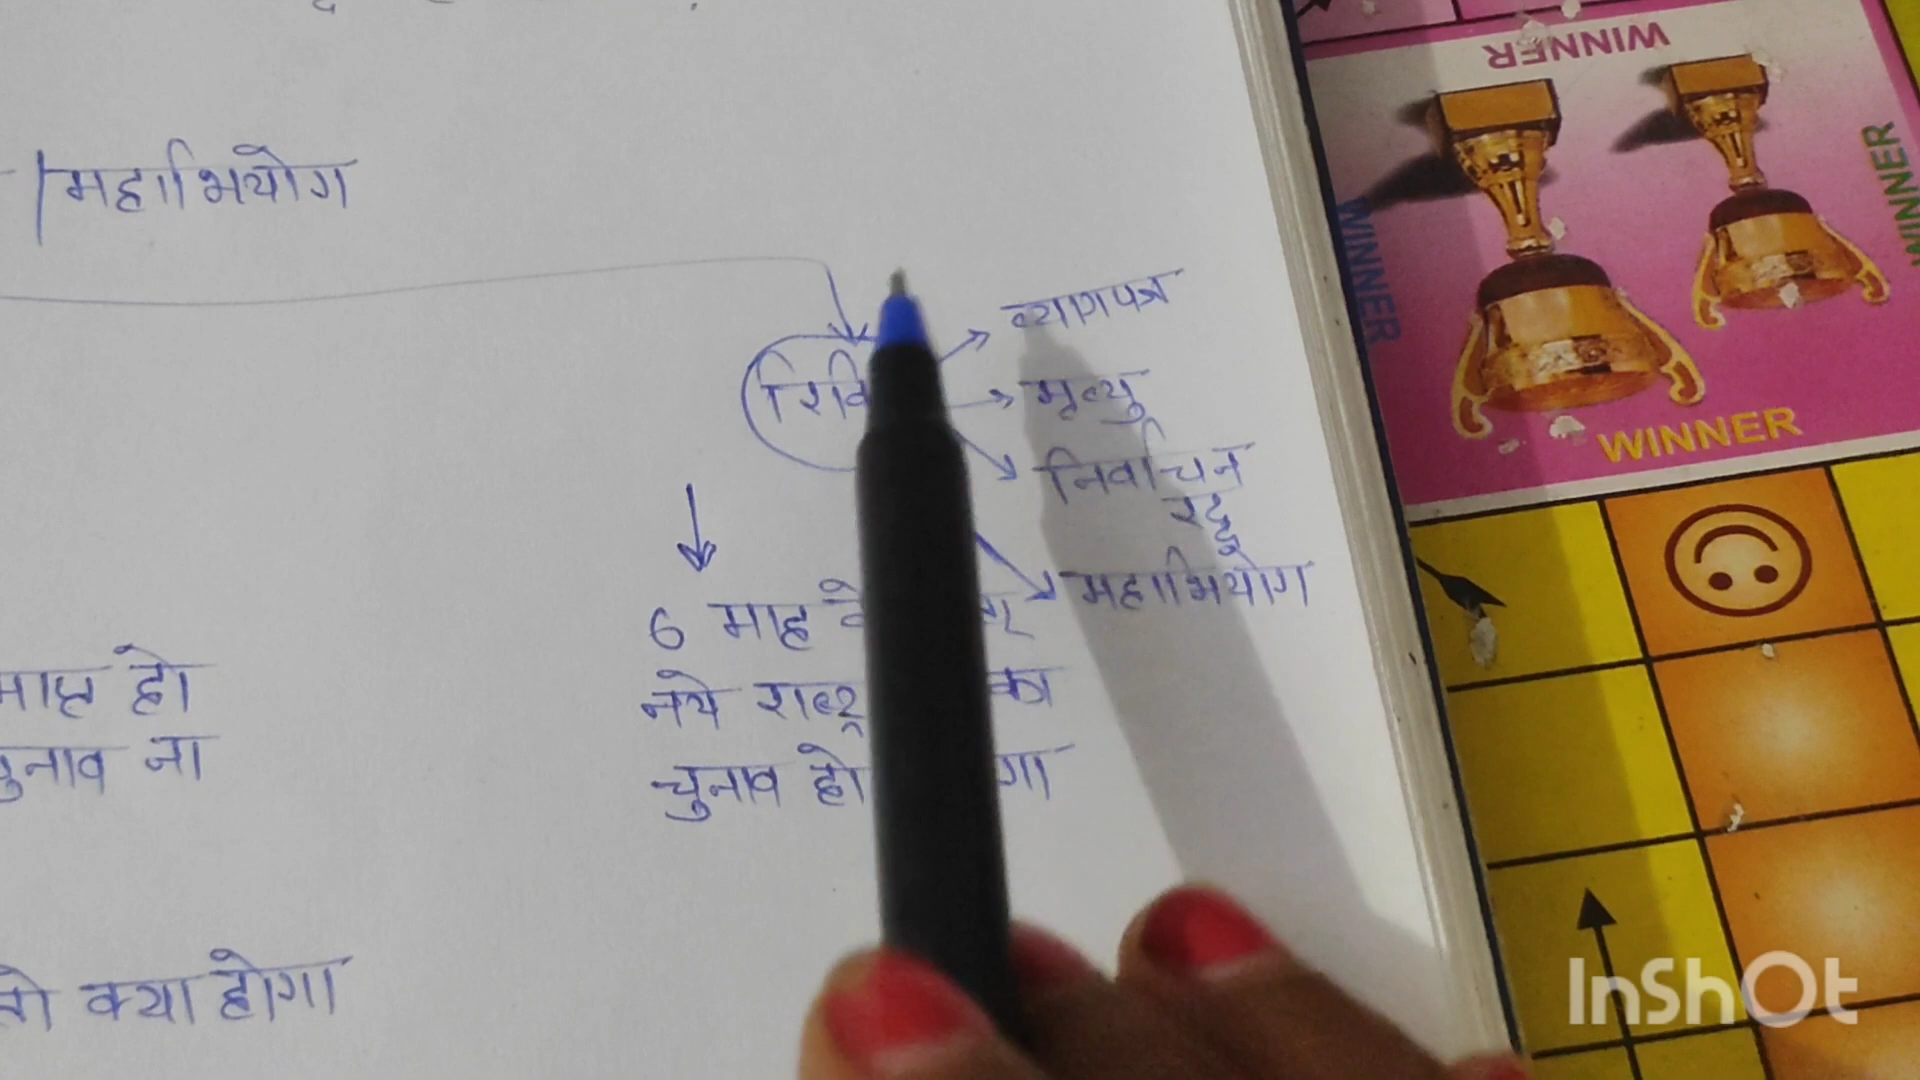 महाभियोग
त्यागपत्र
मृत्यु
निर्वाचन
रद्द
महाभियोग
6 माह
नये का
चुनाव हो
हो
चुनाव ना
क्या होगा
WINNER
WINNER
WINNER
WINNER
InShOt